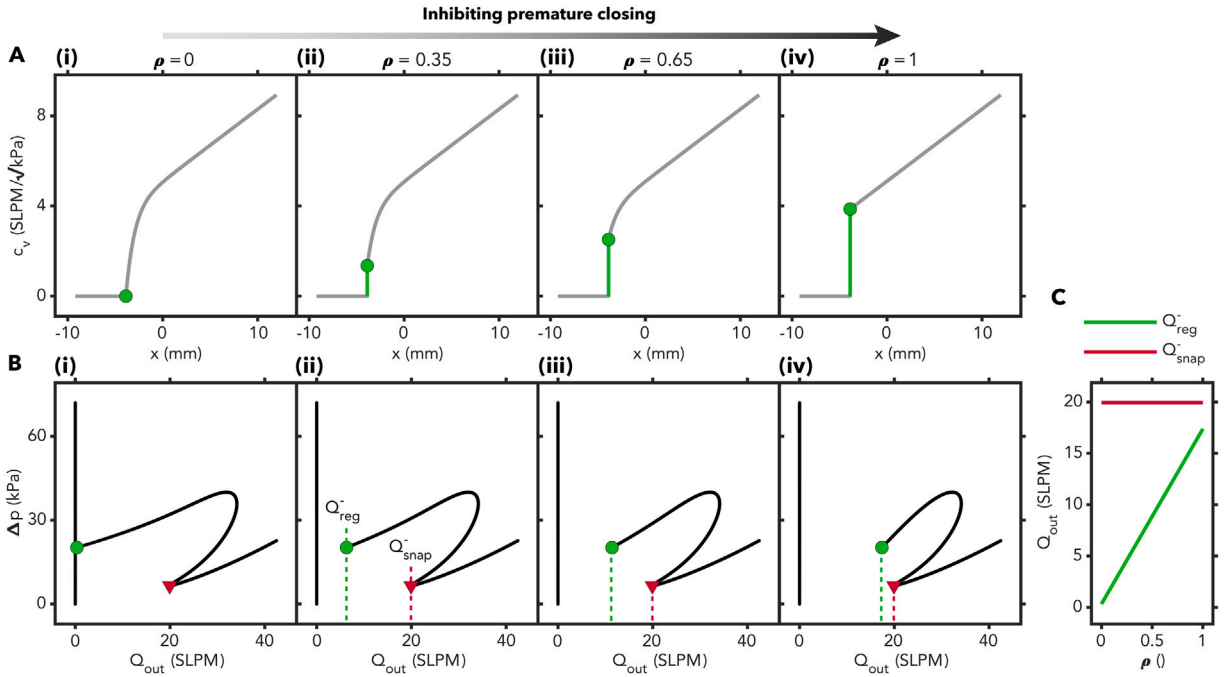 Inhibiting premature closing
A
(i) ρ = 0
(ii) ρ = 0.35
(iii) ρ = 0.65
(iv) ρ = 1
c_v (SLPM/√kPa)
8
4
0
-10 0 10
-10 0 10
-10 0 10
-10 0 10
x (mm)
x (mm)
x (mm)
x (mm)
B
(i)
(ii)
(iii)
(iv)
Δp (kPa)
60
30
0
Q⁻_reg
Q⁻_snap
0 20 40
0 20 40
0 20 40
0 20 40
Q_out (SLPM)
Q_out (SLPM)
Q_out (SLPM)
Q_out (SLPM)
C
Q⁻_reg
Q⁻_snap
Q_out (SLPM)
20
15
10
5
0
0 0.5 1
ρ ()